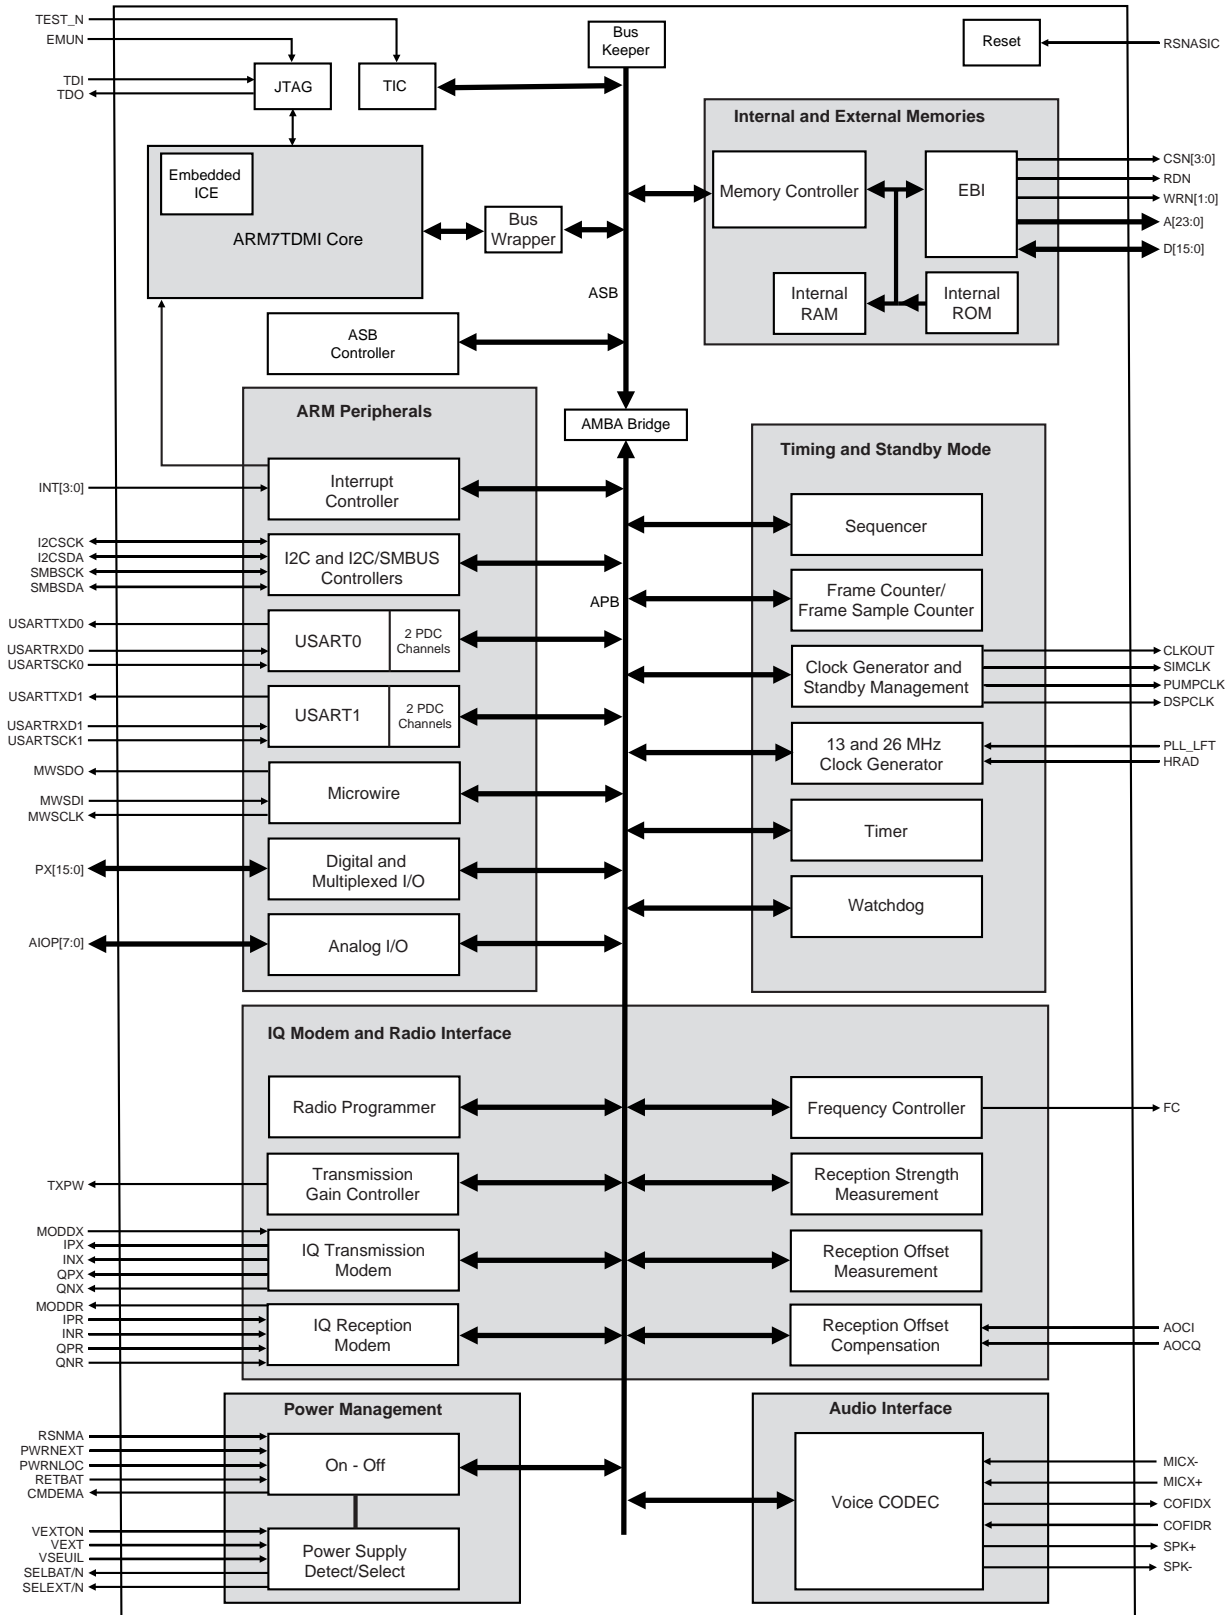 TEST_N
EMUN
TDI
TDO
JTAG
TIC
Bus
Keeper
Reset
RSNASIC
Embedded
ICE
ARM7TDMI Core
Bus
Wrapper
ASB
ASB
Controller
Internal and External Memories
Memory Controller
EBI
Internal
RAM
Internal
ROM
CSN[3:0]
RDN
WRN[1:0]
A[23:0]
D[15:0]
AMBA Bridge
APB
ARM Peripherals
INT[3:0]
Interrupt
Controller
I2CSCK
I2CSDA
SMBSCK
SMBSDA
I2C and I2C/SMBUS
Controllers
USARTTXD0
USARTRXD0
USARTSCK0
USART0
2 PDC
Channels
USARTTXD1
USARTRXD1
USARTSCK1
USART1
2 PDC
Channels
MWSDO
MWSDI
MWSCLK
Microwire
PX[15:0]
Digital and
Multiplexed I/O
AIOP[7:0]
Analog I/O
Timing and Standby Mode
Sequencer
Frame Counter/
Frame Sample Counter
Clock Generator and
Standby Management
CLKOUT
SIMCLK
PUMPCLK
DSPCLK
13 and 26 MHz
Clock Generator
PLL_LFT
HRAD
Timer
Watchdog
IQ Modem and Radio Interface
Radio Programmer
Frequency Controller
FC
TXPW
Transmission
Gain Controller
Reception Strength
Measurement
MODDX
IPX
INX
QPX
QNX
IQ Transmission
Modem
Reception Offset
Measurement
MODDR
IPR
INR
QPR
QNR
IQ Reception
Modem
Reception Offset
Compensation
AOCI
AOCQ
Power Management
RSNMA
PWRNEXT
PWRNLOC
RETBAT
CMDEMA
On - Off
VEXTON
VEXT
VSEUIL
SELBAT/N
SELEXT/N
Power Supply
Detect/Select
Audio Interface
Voice CODEC
MICX-
MICX+
COFIDX
COFIDR
SPK+
SPK-